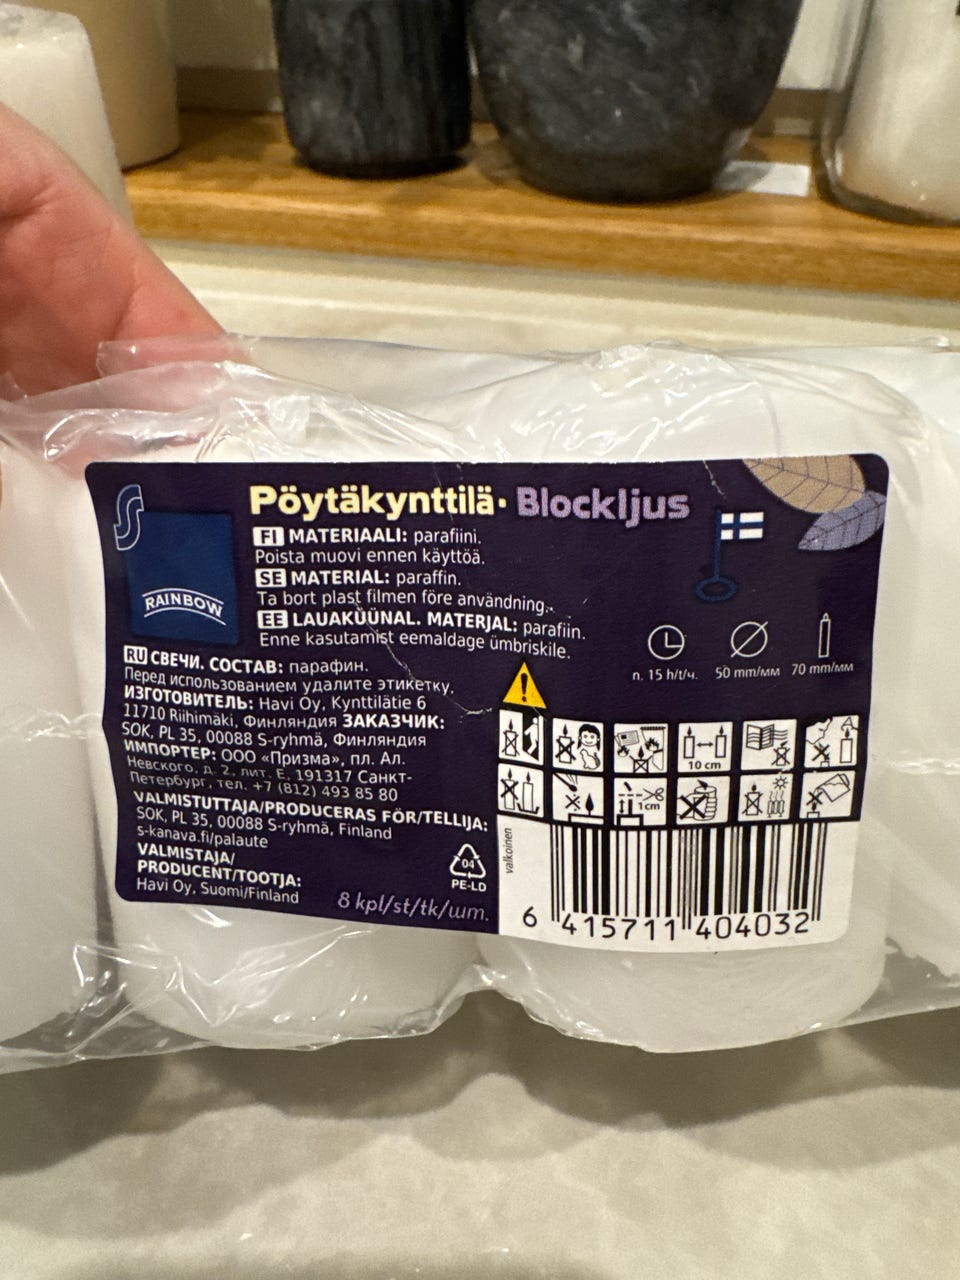 Pöytäkynttilä • Blockljus
FI MATERIAALI: parafiini.
Poista muovi ennen käyttöä.
SE MATERIAL: paraffin.
Ta bort plast filmen före användning.
EE LAUAKÜÜNAL. MATERJAL: parafiin.
Enne kasutamist eemaldage ümbriskile.
RAINBOW
RU СВЕЧИ. СОСТАВ: парафин.
Перед использованием удалите этикетку.
ИЗГОТОВИТЕЛЬ: Havi Oy, Kynttilätie 6
11710 Riihimäki, Финляндия ЗАКАЗЧИК:
SOK, PL 35, 00088 S-ryhmä, Финляндия
ИМПОРТЕР: ООО «Призма», пл. Ал.
Невского, д. 2, лит. Е, 191317 Санкт-
Петербург, тел. +7 (812) 493 85 80
VALMISTUTTAJA/PRODUCERAS FÖR/TELLIJA:
SOK, PL 35, 00088 S-ryhmä, Finland
s-kanava.fi/palaute
VALMISTAJA/
PRODUCENT/TOOTJA:
Havi Oy, Suomi/Finland
04
PE-LD
8 kpl/st/tk/шт.
n. 15 h/t/ч. 50 mm/мм 70 mm/мм
10 cm
1cm
valkoinen
6 415711 404032